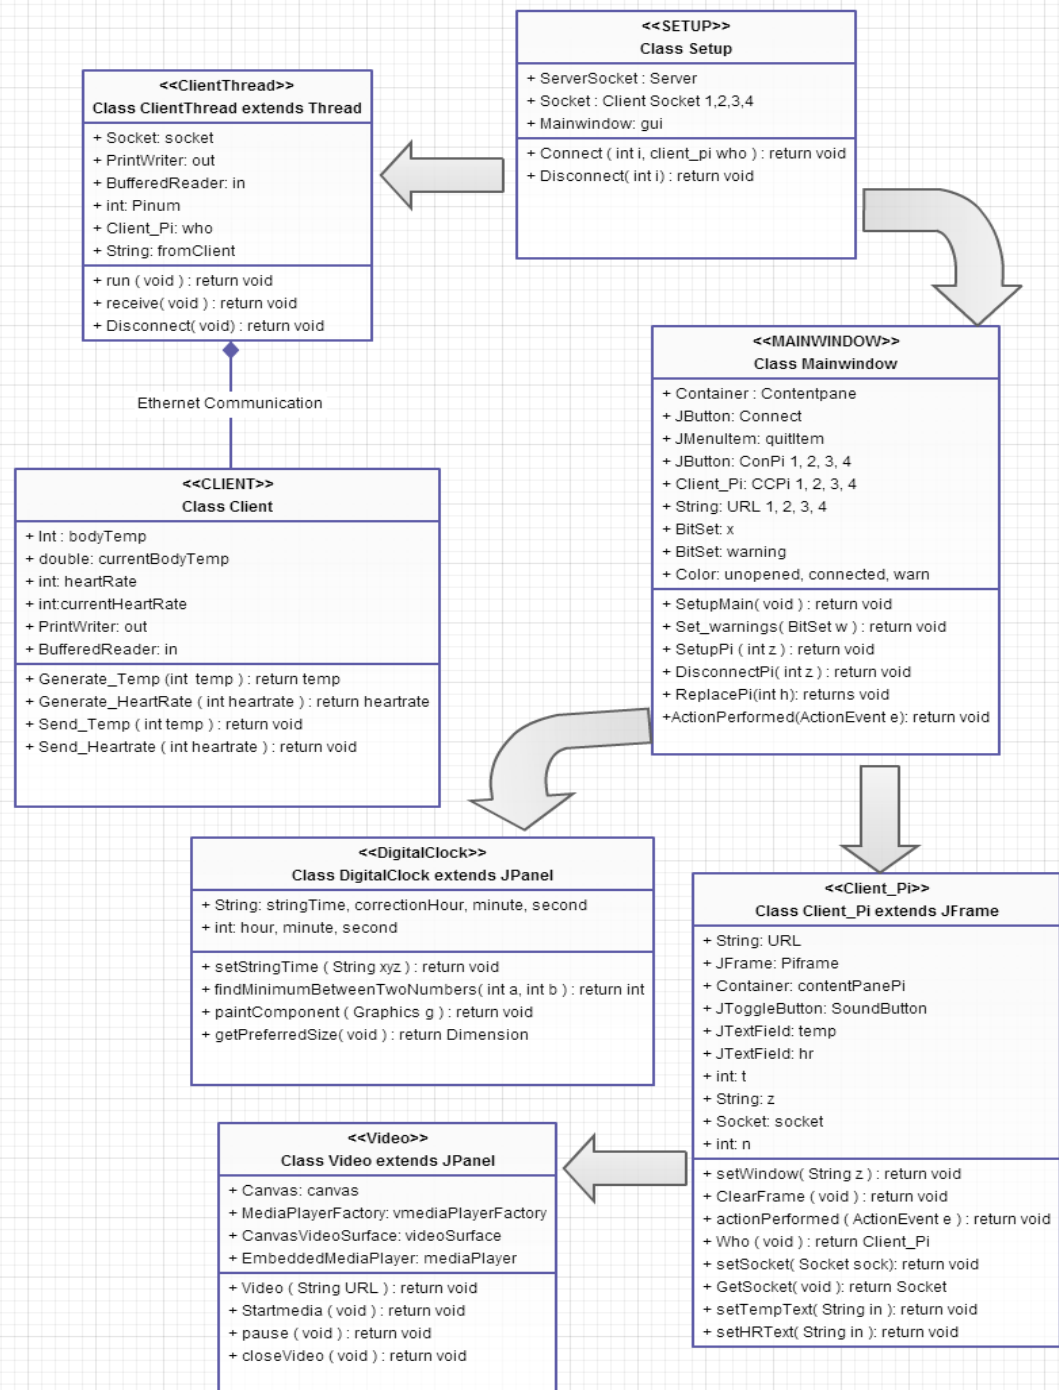 <<SETUP>>
Class Setup
+ ServerSocket : Server
+ Socket : Client Socket 1,2,3,4
+ Mainwindow: gui
+ Connect ( int i, client_pi who ) : return void
+ Disconnect( int i) : return void
<<ClientThread>>
Class ClientThread extends Thread
+ Socket: socket
+ PrintWriter: out
+ BufferedReader: in
+ int: Pinum
+ Client_Pi: who
+ String: fromClient
+ run ( void ) : return void
+ receive( void ) : return void
+ Disconnect( void) : return void
Ethernet Communication
<<CLIENT>>
Class Client
+ Int : bodyTemp
+ double: currentBodyTemp
+ int: heartRate
+ int:currentHeartRate
+ PrintWriter: out
+ BufferedReader: in
+ Generate_Temp (int temp ) : return temp
+ Generate_HeartRate ( int heartrate ) : return heartrate
+ Send_Temp ( int temp ) : return void
+ Send_Heartrate ( int heartrate ) : return void
<<MAINWINDOW>>
Class Mainwindow
+ Container : Contentpane
+ JButton: Connect
+ JMenuItem: quitItem
+ JButton: ConPi 1, 2, 3, 4
+ Client_Pi: CCPi 1, 2, 3, 4
+ String: URL 1, 2, 3, 4
+ BitSet: x
+ BitSet: warning
+ Color: unopened, connected, warn
+ SetupMain( void ) : return void
+ Set_warnings( BitSet w ) : return void
+ SetupPi ( int z ) : return void
+ DisconnectPi( int z ) : return void
+ ReplacePi(int h): returns void
+ActionPerformed(ActionEvent e): return void
<<DigitalClock>>
Class DigitalClock extends JPanel
+ String: stringTime, correctionHour, minute, second
+ int: hour, minute, second
+ setStringTime ( String xyz ) : return void
+ findMinimumBetweenTwoNumbers( int a, int b ) : return int
+ paintComponent ( Graphics g ) : return void
+ getPreferredSize( void ) : return Dimension
<<Client_Pi>>
Class Client_Pi extends JFrame
+ String: URL
+ JFrame: Piframe
+ Container: contentPanePi
+ JToggleButton: SoundButton
+ JTextField: temp
+ JTextField: hr
+ int: t
+ String: z
+ Socket: socket
+ int: n
+ setWindow( String z ) : return void
+ ClearFrame ( void ) : return void
+ actionPerformed ( ActionEvent e ) : return void
+ Who ( void ) : return Client_Pi
+ setSocket( Socket sock): return void
+ GetSocket( void ): return Socket
+ setTempText( String in ): return void
+ setHRText( String in ): return void
<<Video>>
Class Video extends JPanel
+ Canvas: canvas
+ MediaPlayerFactory: vmediaPlayerFactory
+ CanvasVideoSurface: videoSurface
+ EmbeddedMediaPlayer: mediaPlayer
+ Video ( String URL ) : return void
+ Startmedia ( void ) : return void
+ pause ( void ) : return void
+ closeVideo ( void ) : return void